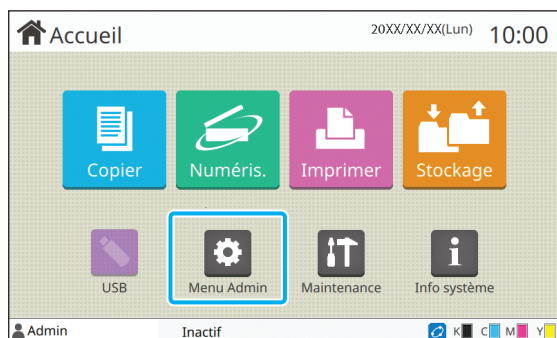 Accueil
20XX/XX/XX(Lun) 10:00
Copier Numéris. Imprimer Stockage
USB Menu Admin Maintenance Info système
Admin Inactif K C M Y